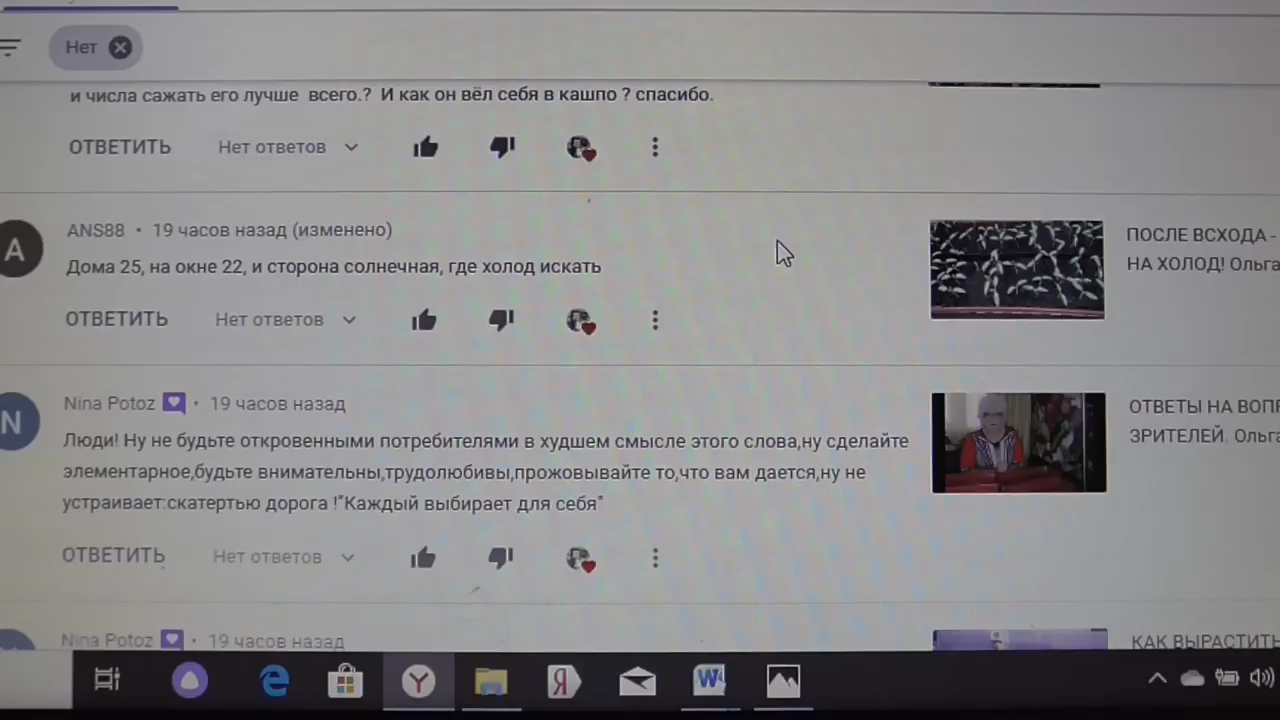 Нет
и числа сажать его лучше всего.? И как он вёл себя в кашпо ? спасибо.
ОТВЕТИТЬ Нет ответов
ANS88 • 19 часов назад (изменено)
A
Дома 25, на окне 22, и сторона солнечная, где холод искать
ПОСЛЕ ВСХОДА -
НА ХОЛОД! Ольга
ОТВЕТИТЬ Нет ответов
Nina Potoz • 19 часов назад
N
Люди! Ну не будьте откровенными потребителями в худшем смысле этого слова,ну сделайте
элементарное,будьте внимательны,трудолюбивы,прожовывайте то,что вам дается,ну не
устраивает:скатертью дорога !"Каждый выбирает для себя"
ОТВЕТЫ НА ВОПР
ЗРИТЕЛЕЙ. Ольга
ОТВЕТИТЬ Нет ответов
Nina Potoz • 19 часов назад
КАК ВЫРАСТИТЬ